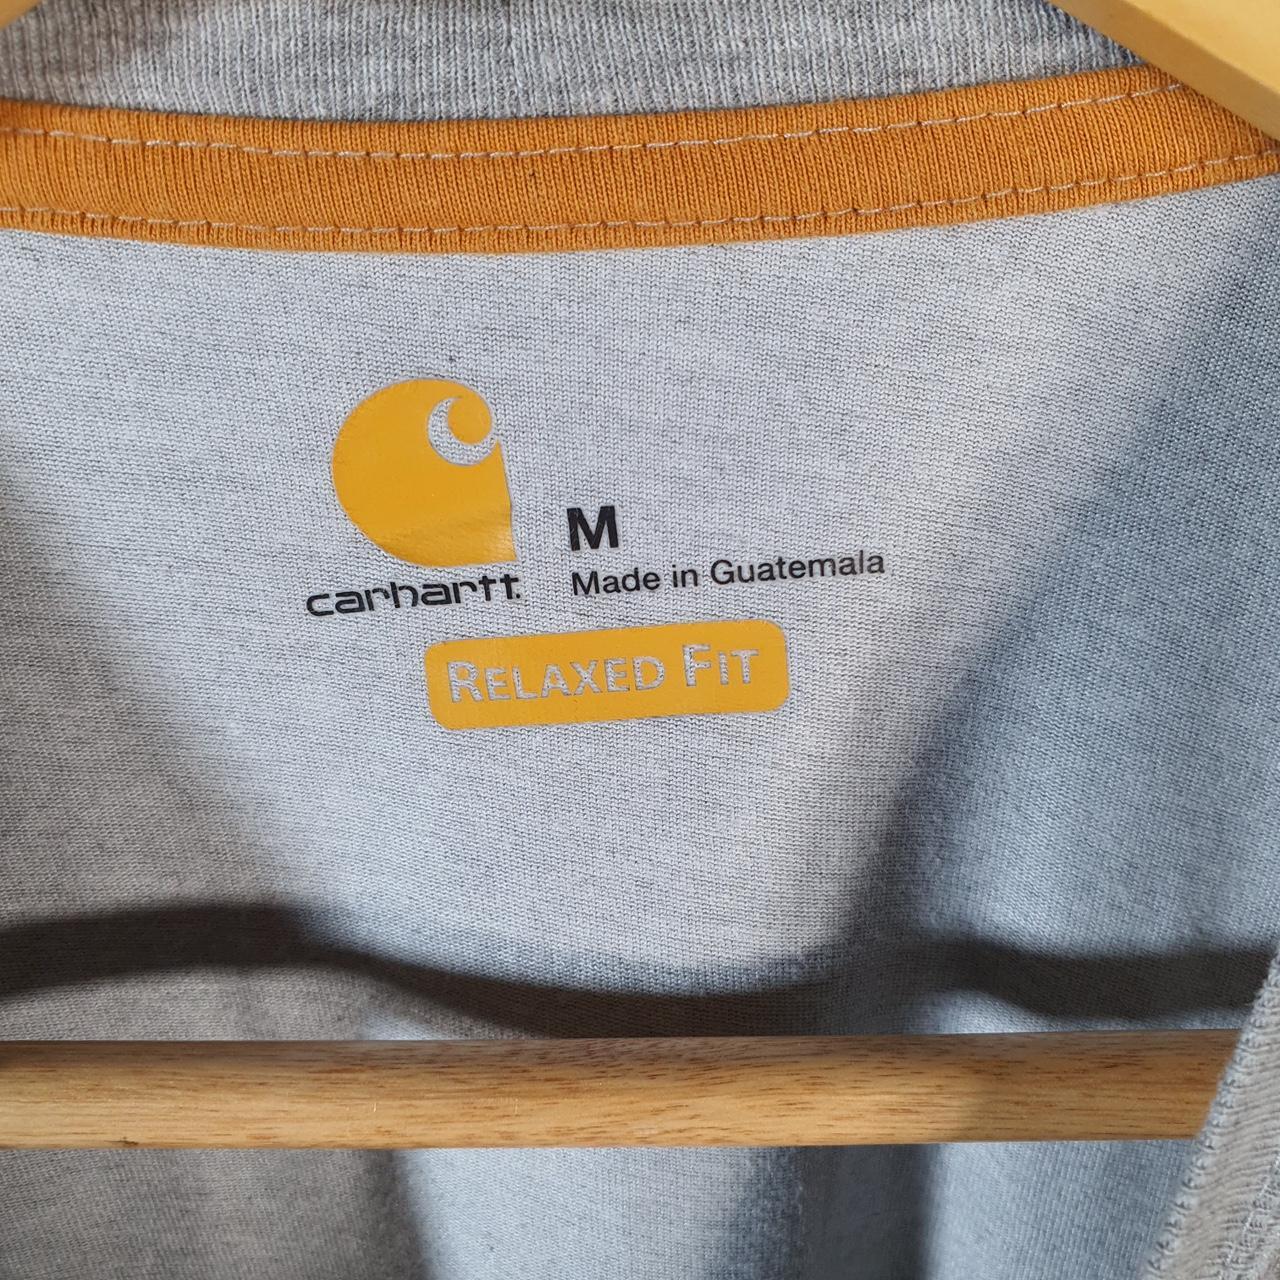 carhartt
M
Made in Guatemala
RELAXED FIT